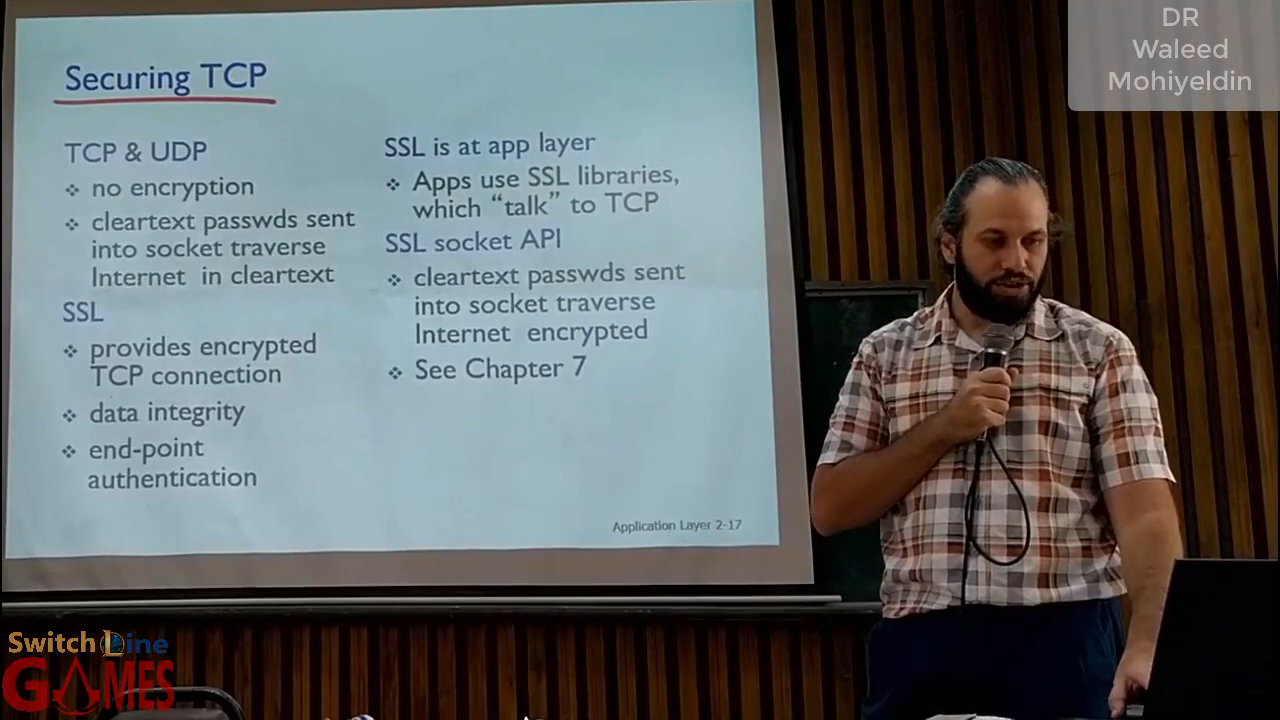 Securing TCP
TCP & UDP
no encryption
cleartext passwds sent
into socket traverse
Internet in cleartext
SSL
provides encrypted
TCP connection
data integrity
end-point
authentication
SSL is at app layer
Apps use SSL libraries,
which “talk” to TCP
SSL socket API
cleartext passwds sent
into socket traverse
Internet encrypted
See Chapter 7
Application Layer 2-17
DR
Waleed
Mohiyeldin
Switch Line
GAMES